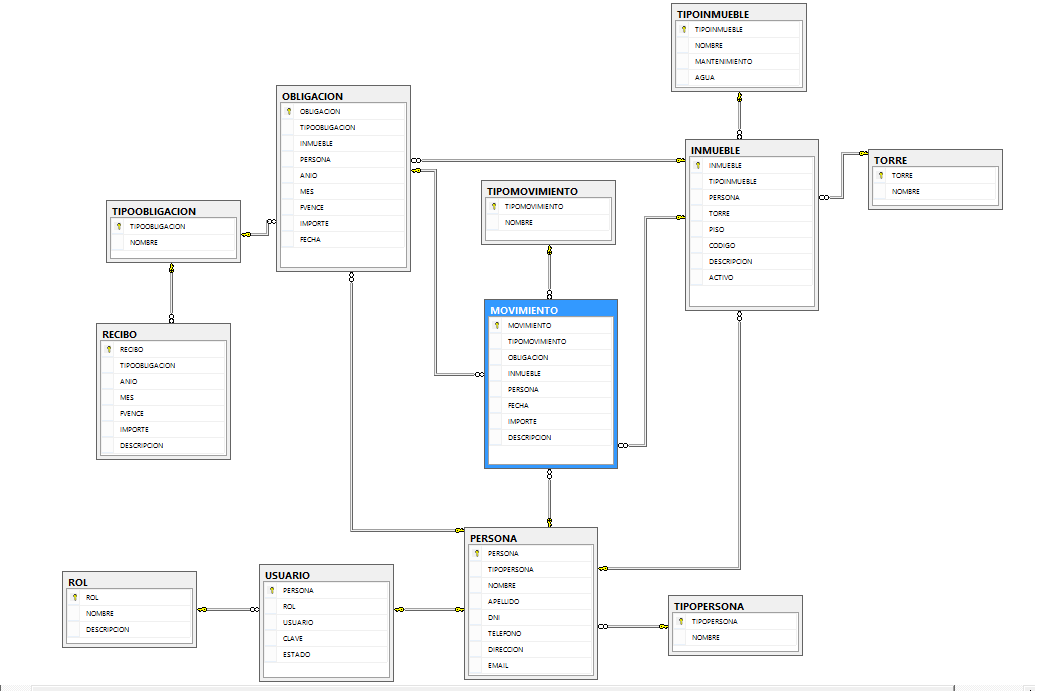 TIPOINMUEBLE
TIPOINMUEBLE
NOMBRE
MANTENIMIENTO
AGUA
OBLIGACION
OBLIGACION
TIPOOBLIGACION
INMUEBLE
PERSONA
ANIO
MES
FVENCE
IMPORTE
FECHA
INMUEBLE
INMUEBLE
TIPOINMUEBLE
PERSONA
TORRE
PISO
CODIGO
DESCRIPCION
ACTIVO
TORRE
TORRE
NOMBRE
TIPOMOVIMIENTO
TIPOMOVIMIENTO
NOMBRE
TIPOOBLIGACION
TIPOOBLIGACION
NOMBRE
MOVIMIENTO
MOVIMIENTO
TIPOMOVIMIENTO
OBLIGACION
INMUEBLE
PERSONA
FECHA
IMPORTE
DESCRIPCION
RECIBO
RECIBO
TIPOOBLIGACION
ANIO
MES
FVENCE
IMPORTE
DESCRIPCION
PERSONA
PERSONA
TIPOPERSONA
NOMBRE
APELLIDO
DNI
TELEFONO
DIRECCION
EMAIL
ROL
ROL
NOMBRE
DESCRIPCION
USUARIO
PERSONA
ROL
USUARIO
CLAVE
ESTADO
TIPOPERSONA
TIPOPERSONA
NOMBRE